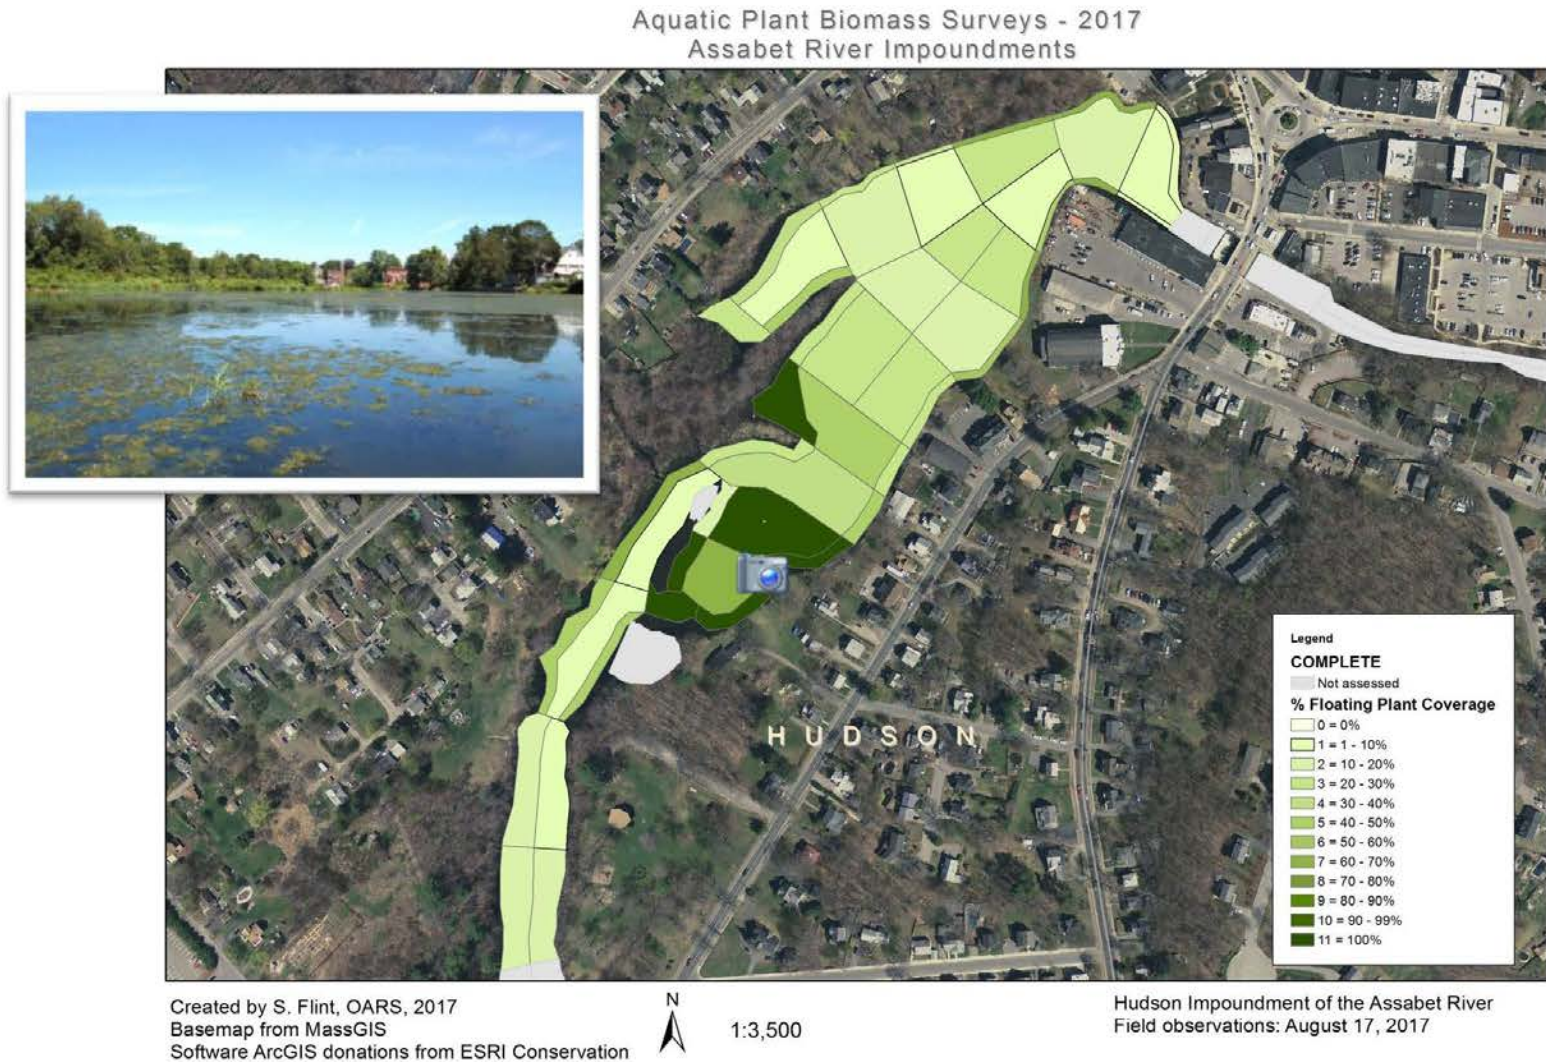 Aquatic Plant Biomass Surveys - 2017
Assabet River Impoundments
HUDSON
Legend
COMPLETE
Not assessed
% Floating Plant Coverage
0 = 0%
1 = 1 - 10%
2 = 10 - 20%
3 = 20 - 30%
4 = 30 - 40%
5 = 40 - 50%
6 = 50 - 60%
7 = 60 - 70%
8 = 70 - 80%
9 = 80 - 90%
10 = 90 - 99%
11 = 100%
Created by S. Flint, OARS, 2017
Basemap from MassGIS
Software ArcGIS donations from ESRI Conservation
N
1:3,500
Hudson Impoundment of the Assabet River
Field observations: August 17, 2017